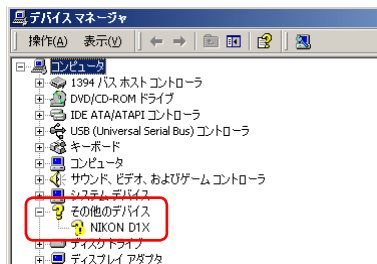 デバイス マネージャ
操作(A) 表示(V)
コンピュータ
1394 バス ホスト コントローラ
DVD/CD-ROM ドライブ
IDE ATA/ATAPI コントローラ
USB (Universal Serial Bus) コントローラ
キーボード
コンピュータ
サウンド、ビデオ、およびゲーム コントローラ
システム デバイス
その他のデバイス
NIKON D1X
ディスク ドライブ
ディスプレイ アダプタ